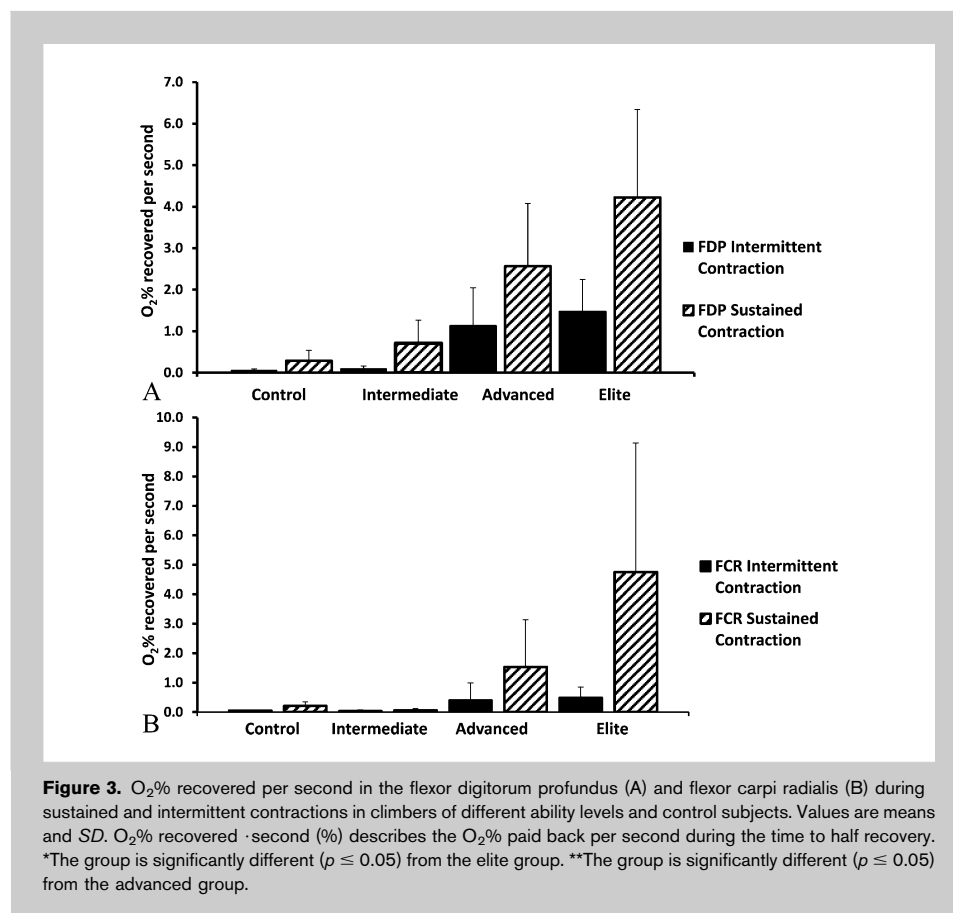 7.0
6.0
5.0
4.0
3.0
2.0
1.0
0.0
O₂% recovered per second
FDP Intermittent
Contraction
FDP Sustained
Contraction
A
Control Intermediate Advanced Elite
10.0
9.0
8.0
7.0
6.0
5.0
4.0
3.0
2.0
1.0
0.0
O₂% recovered per second
FCR Intermittent
Contraction
FCR Sustained
Contraction
B
Control Intermediate Advanced Elite
Figure 3. O₂% recovered per second in the flexor digitorum profundus (A) and flexor carpi radialis (B) during
sustained and intermittent contractions in climbers of different ability levels and control subjects. Values are means
and SD. O₂% recovered ·second (%) describes the O₂% paid back per second during the time to half recovery.
*The group is significantly different (p ≤ 0.05) from the elite group. **The group is significantly different (p ≤ 0.05)
from the advanced group.